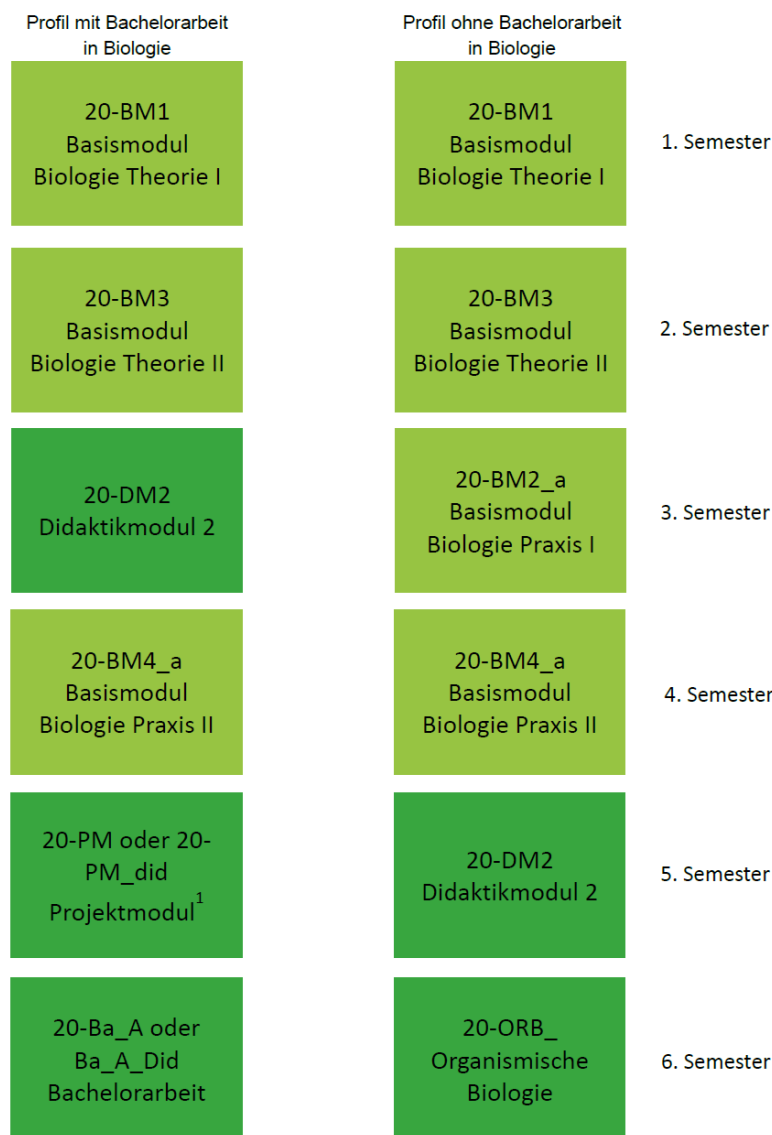 Profil mit Bachelorarbeit
in Biologie
Profil ohne Bachelorarbeit
in Biologie
20-BM1
Basismodul
Biologie Theorie I
20-BM1
Basismodul
Biologie Theorie I
1. Semester
20-BM3
Basismodul
Biologie Theorie II
20-BM3
Basismodul
Biologie Theorie II
2. Semester
20-DM2
Didaktikmodul 2
20-BM2_a
Basismodul
Biologie Praxis I
3. Semester
20-BM4_a
Basismodul
Biologie Praxis II
20-BM4_a
Basismodul
Biologie Praxis II
4. Semester
20-PM oder 20-
PM_did
Projektmodul¹
20-DM2
Didaktikmodul 2
5. Semester
20-Ba_A oder
Ba_A_Did
Bachelorarbeit
20-ORB_
Organismische
Biologie
6. Semester